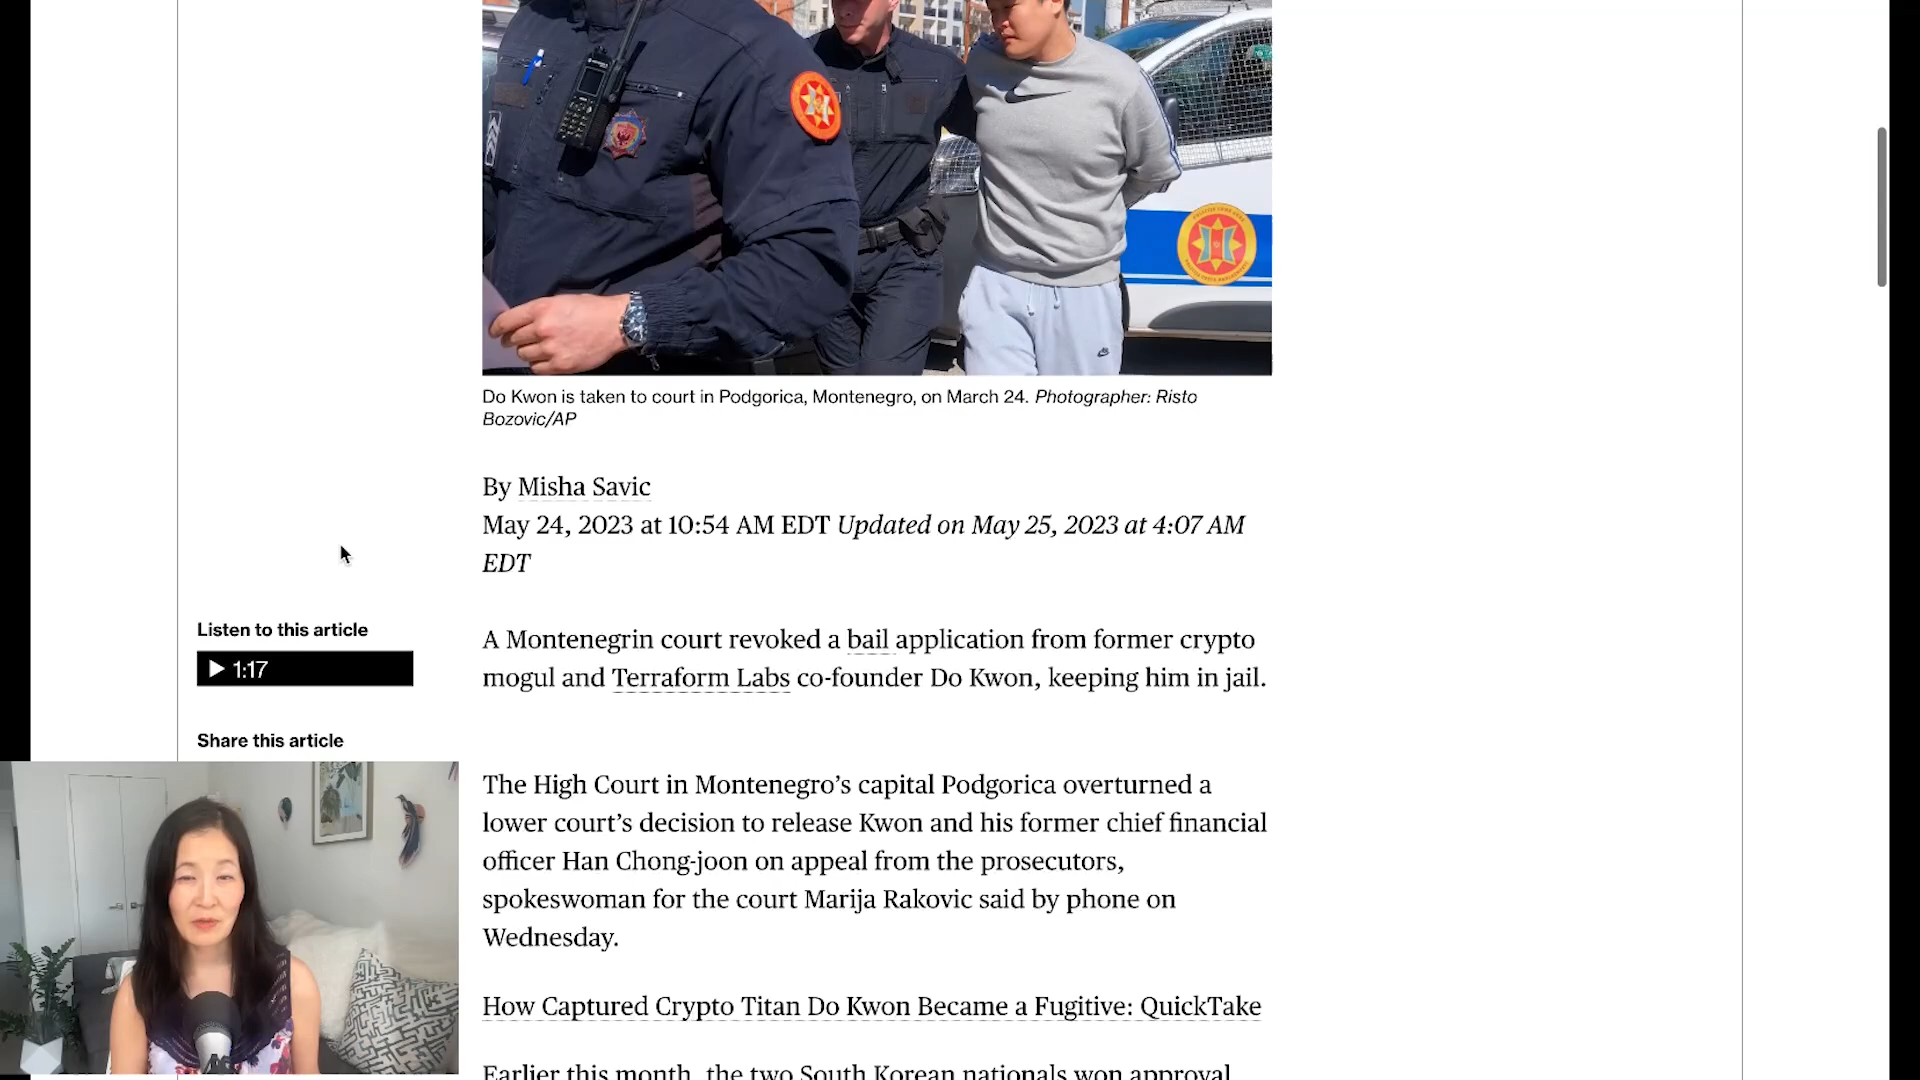 Do Kwon is taken to court in Podgorica, Montenegro, on March 24. Photographer: Risto
Bozovic/AP
By Misha Savic
May 24, 2023 at 10:54 AM EDT Updated on May 25, 2023 at 4:07 AM
EDT
Listen to this article
1:17
Share this article
A Montenegrin court revoked a bail application from former crypto
mogul and Terraform Labs co-founder Do Kwon, keeping him in jail.
The High Court in Montenegro’s capital Podgorica overturned a
lower court’s decision to release Kwon and his former chief financial
officer Han Chong-joon on appeal from the prosecutors,
spokeswoman for the court Marija Rakovic said by phone on
Wednesday.
How Captured Crypto Titan Do Kwon Became a Fugitive: QuickTake
Earlier this month, the two South Korean nationals won approval